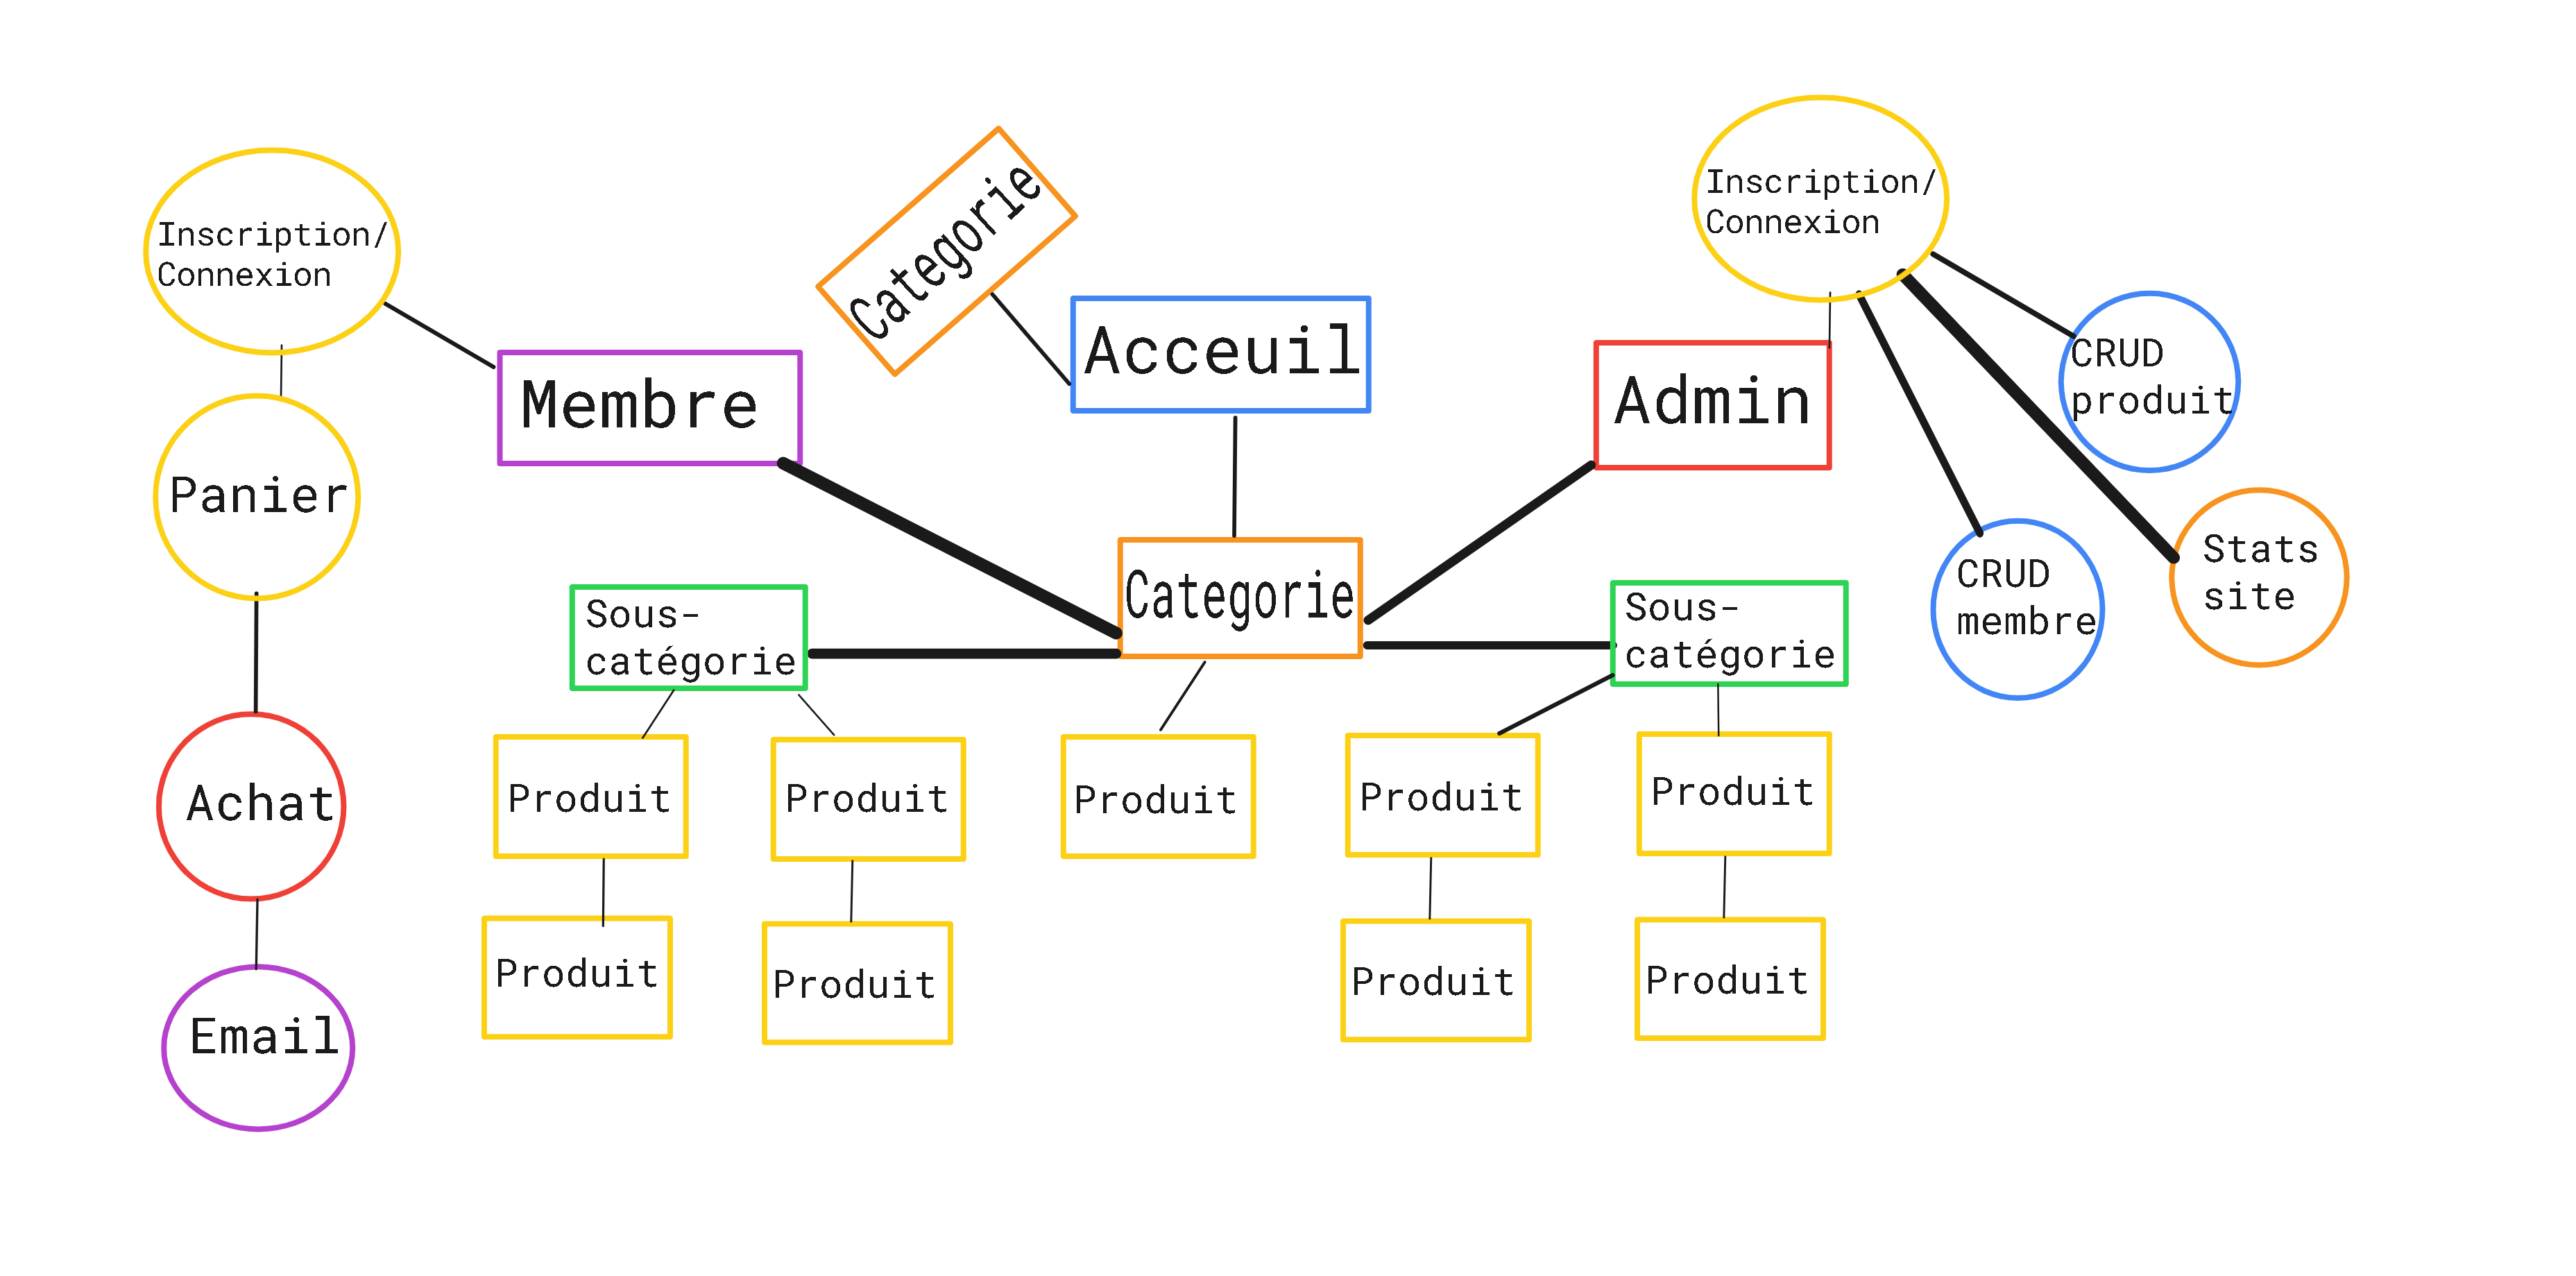 Inscription/
Connexion
Panier
Achat
Email
Membre
Categorie
Acceuil
Admin
Inscription/
Connexion
CRUD
produit
Stats
site
CRUD
membre
Categorie
Sous-
catégorie
Sous-
catégorie
Produit
Produit
Produit
Produit
Produit
Produit
Produit
Produit
Produit